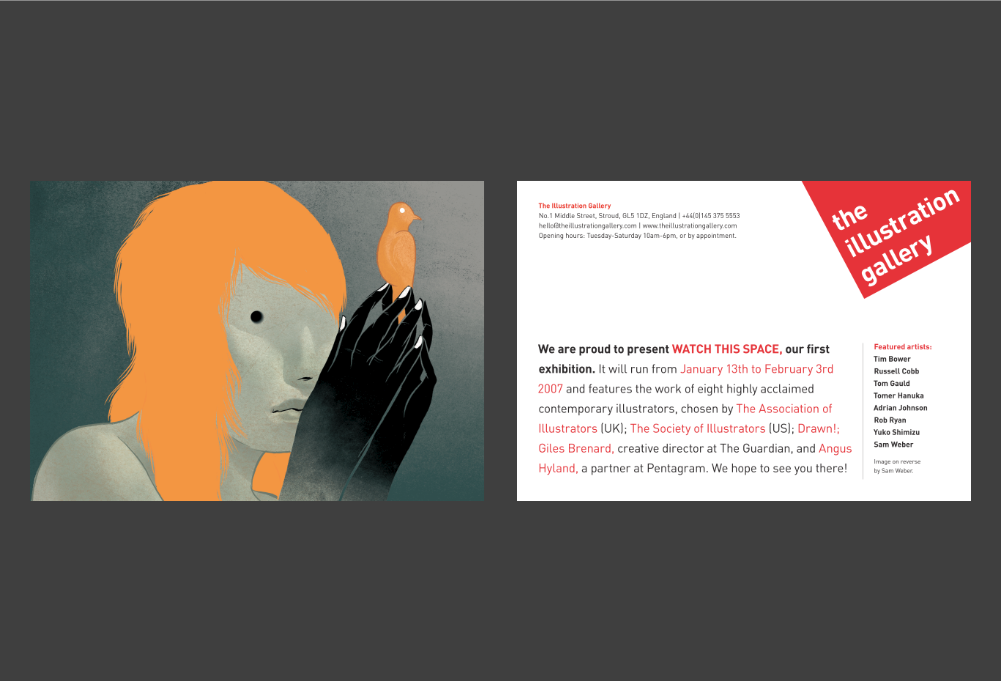 The Illustration Gallery
No.1 Middle Street, Stroud, GL5 1DZ, England | +44(0)145 375 5553
hello@theillustrationgallery.com | www.theillustrationgallery.com
Opening hours: Tuesday-Saturday 10am-6pm, or by appointment.
the
illustration
gallery
We are proud to present WATCH THIS SPACE, our first
exhibition. It will run from January 13th to February 3rd
2007 and features the work of eight highly acclaimed
contemporary illustrators, chosen by The Association of
Illustrators (UK); The Society of Illustrators (US); Drawn!;
Giles Brenard, creative director at The Guardian, and Angus
Hyland, a partner at Pentagram. We hope to see you there!
Featured artists:
Tim Bower
Russell Cobb
Tom Gauld
Tomer Hanuka
Adrian Johnson
Rob Ryan
Yuko Shimizu
Sam Weber
Image on reverse
by Sam Weber.